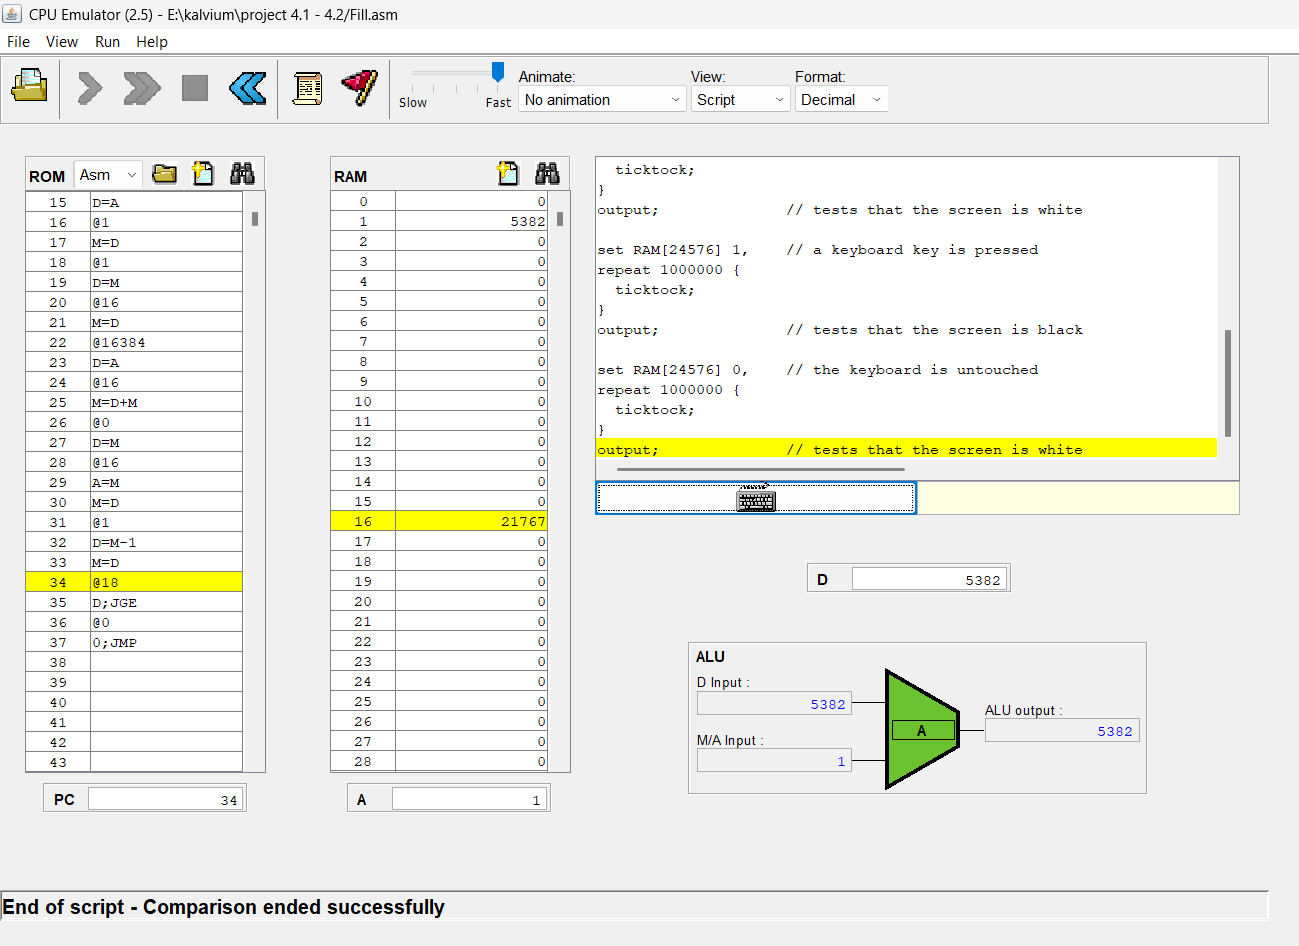 CPU Emulator (2.5) - E:\kalvium\project 4.1 - 4.2/Fill.asm
File View Run Help
Slow Fast
Animate:
No animation
View:
Script
Format:
Decimal
ROM Asm
15 D=A
16 @1
17 M=D
18 @1
19 D=M
20 @16
21 M=D
22 @16384
23 D=A
24 @16
25 M=D+M
26 @0
27 D=M
28 @16
29 A=M
30 M=D
31 @1
32 D=M-1
33 M=D
34 @18
35 D;JGE
36 @0
37 0;JMP
38
39
40
41
42
43
PC 34
RAM
0 0
1 5382
2 0
3 0
4 0
5 0
6 0
7 0
8 0
9 0
10 0
11 0
12 0
13 0
14 0
15 0
16 21767
17 0
18 0
19 0
20 0
21 0
22 0
23 0
24 0
25 0
26 0
27 0
28 0
A 1
ticktock;
}
output; // tests that the screen is white
set RAM[24576] 1, // a keyboard key is pressed
repeat 1000000 {
ticktock;
}
output; // tests that the screen is black
set RAM[24576] 0, // the keyboard is untouched
repeat 1000000 {
ticktock;
}
output; // tests that the screen is white
D 5382
ALU
D Input :
5382
M/A Input :
1
A
ALU output :
5382
End of script - Comparison ended successfully